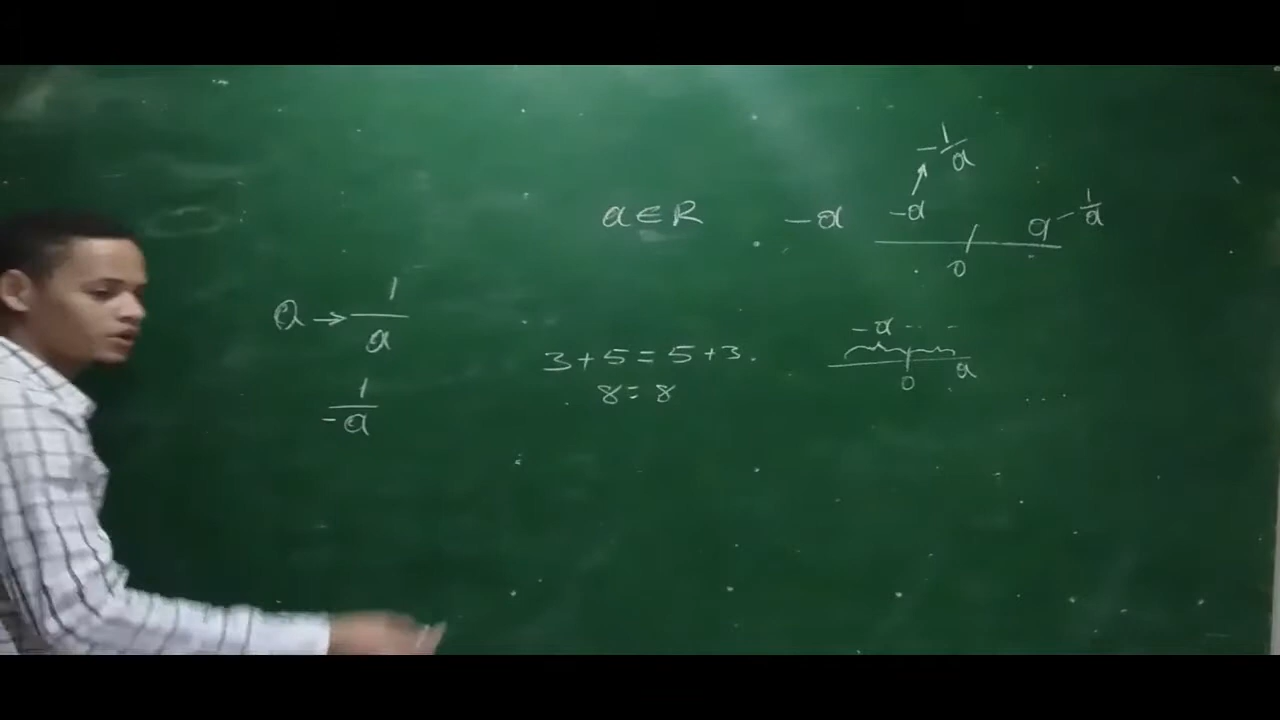 a → 1/a
1/-a
a ∈ R
3 + 5 = 5 + 3.
8 = 8
-a
-1/a
-a
a - 1/a
0
-a
0 a